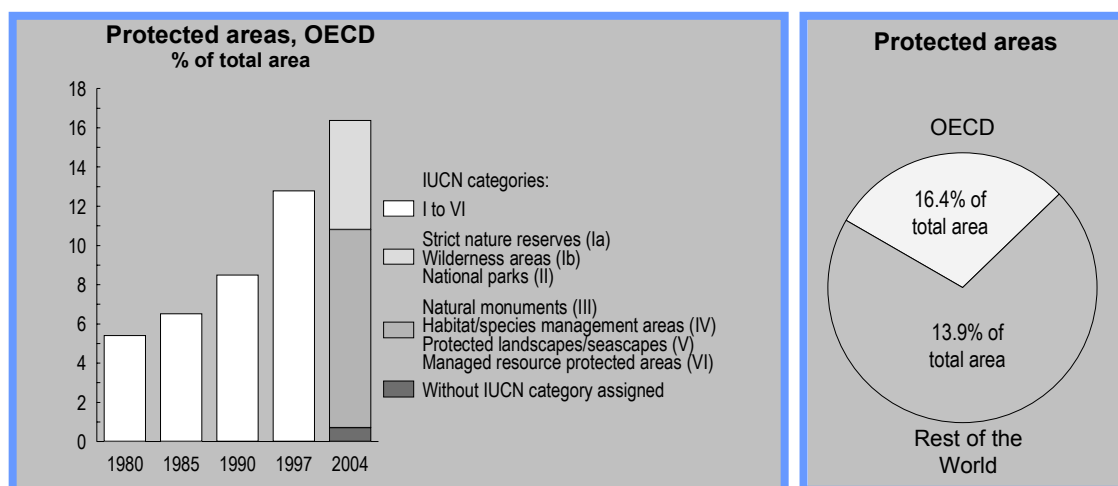 Protected areas, OECD
% of total area
18
16
14
12
10
8
6
4
2
0
1980 1985 1990 1997 2004
IUCN categories:
I to VI
Strict nature reserves (Ia)
Wilderness areas (Ib)
National parks (II)
Natural monuments (III)
Habitat/species management areas (IV)
Protected landscapes/seascapes (V)
Managed resource protected areas (VI)
Without IUCN category assigned
Protected areas
OECD
16.4% of
total area
13.9% of
total area
Rest of the
World